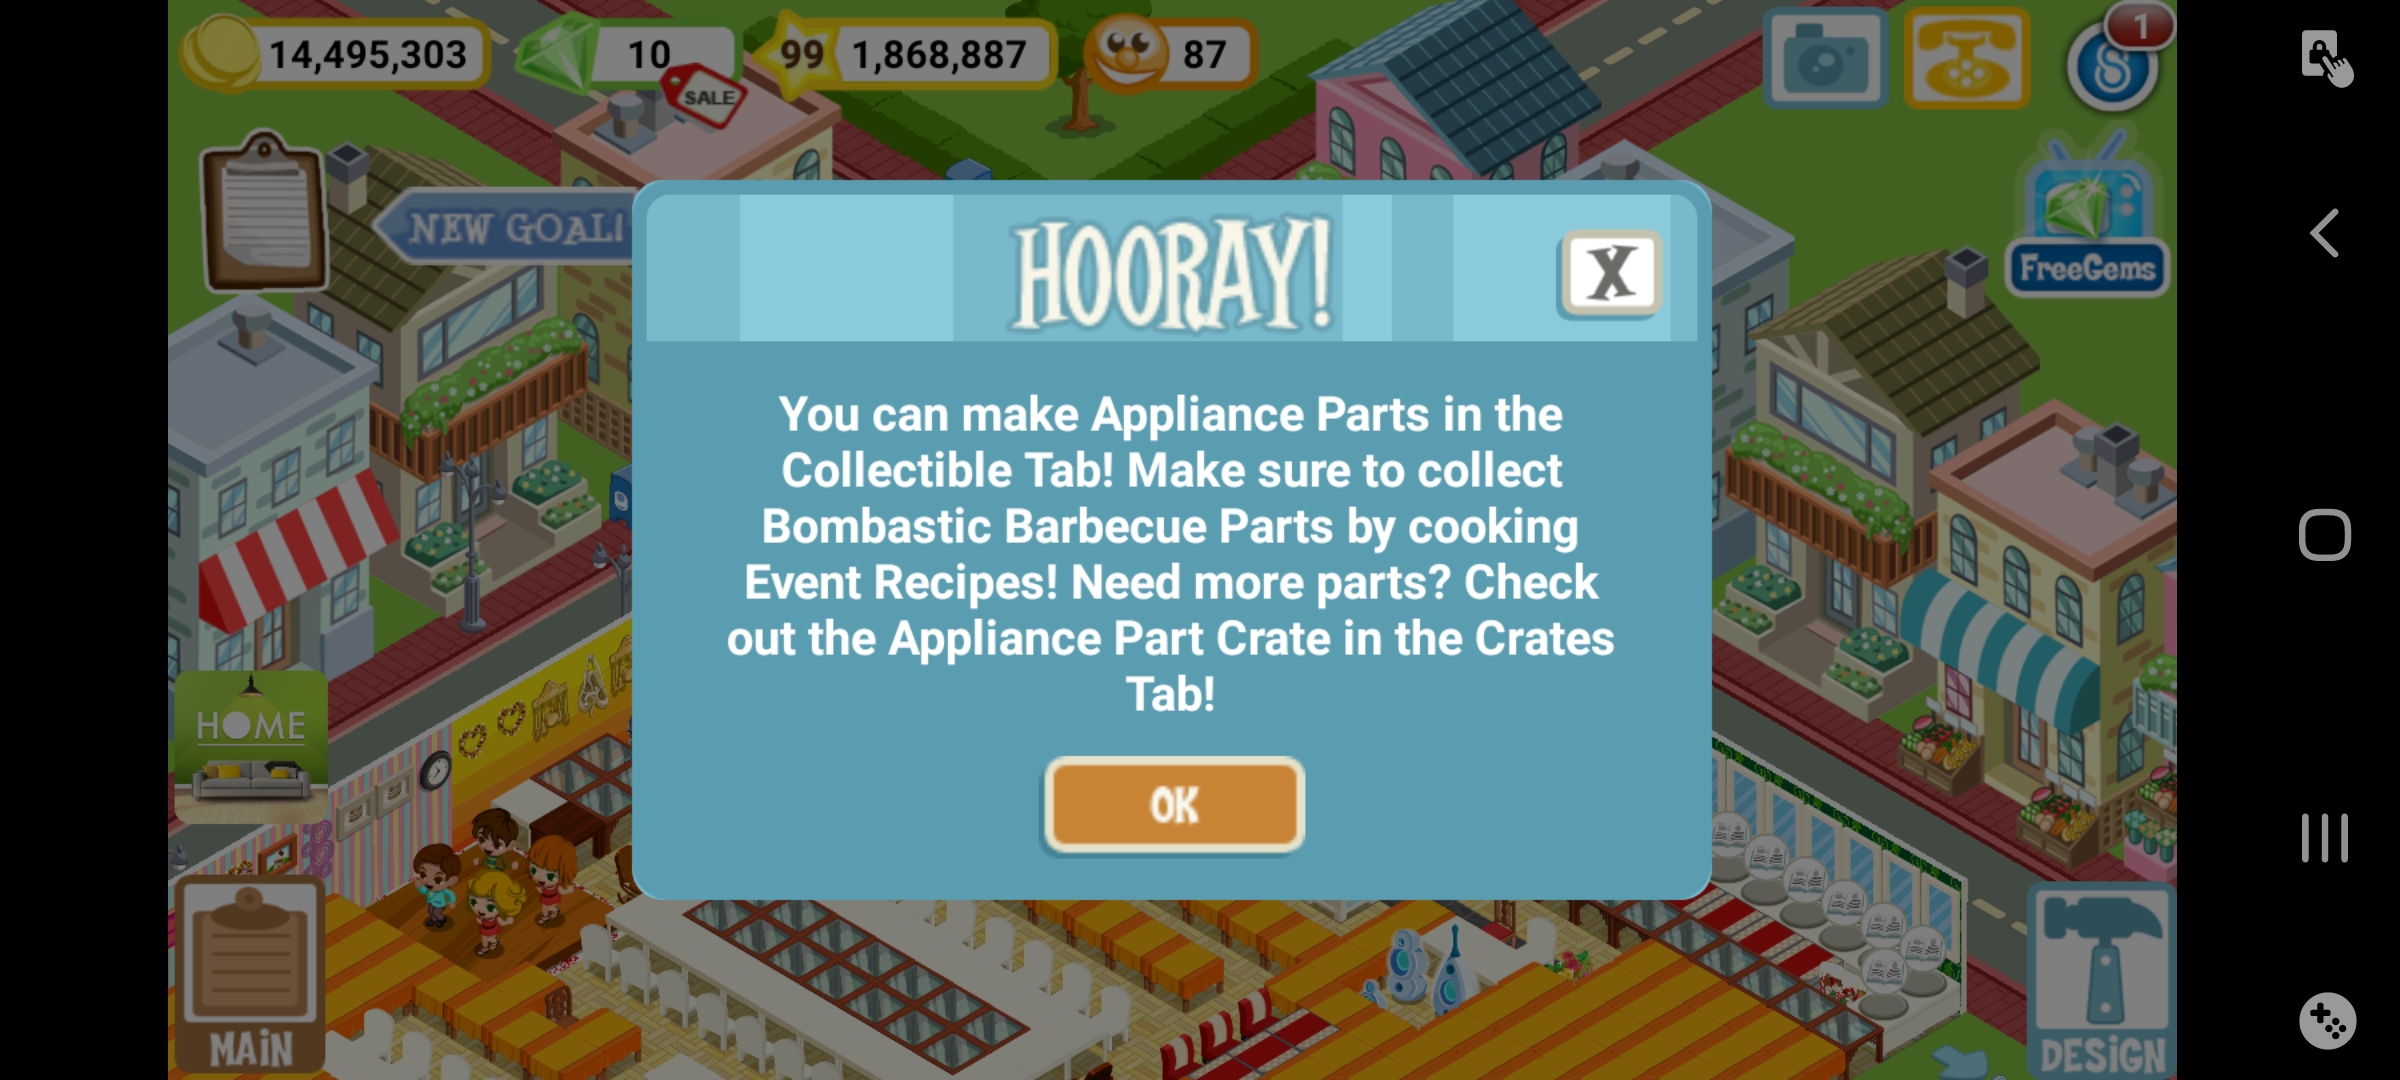 14,495,303
10
SALE
99
1,868,887
87
1
NEW GOAL!
FreeGems
HOORAY!
X
You can make Appliance Parts in the
Collectible Tab! Make sure to collect
Bombastic Barbecue Parts by cooking
Event Recipes! Need more parts? Check
out the Appliance Part Crate in the Crates
Tab!
OK
HOME
MAiN
DESiGN